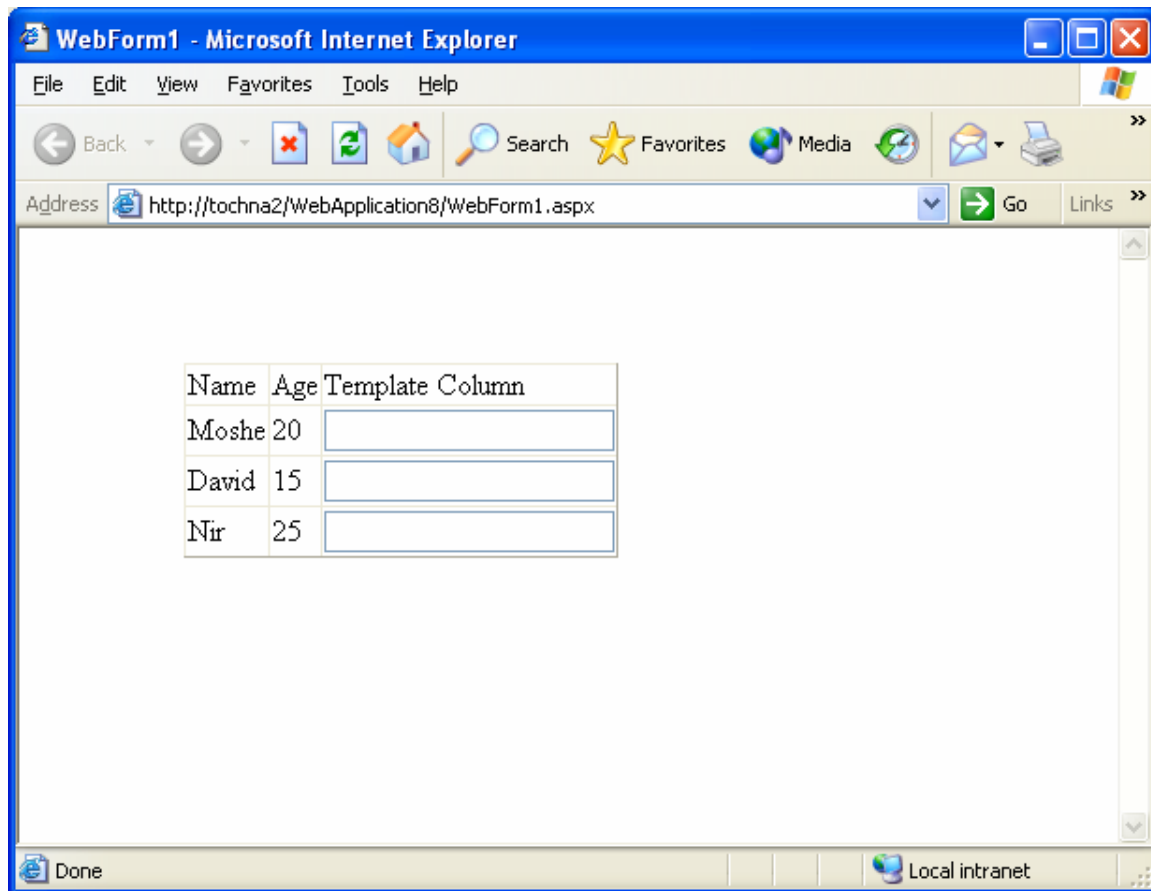 WebForm1 - Microsoft Internet Explorer
File Edit View Favorites Tools Help
Back Search Favorites Media »
Address http://tochna2/WebApplication8/WebForm1.aspx Go Links »
Name Age Template Column
Moshe 20
David 15
Nir 25
Done Local intranet